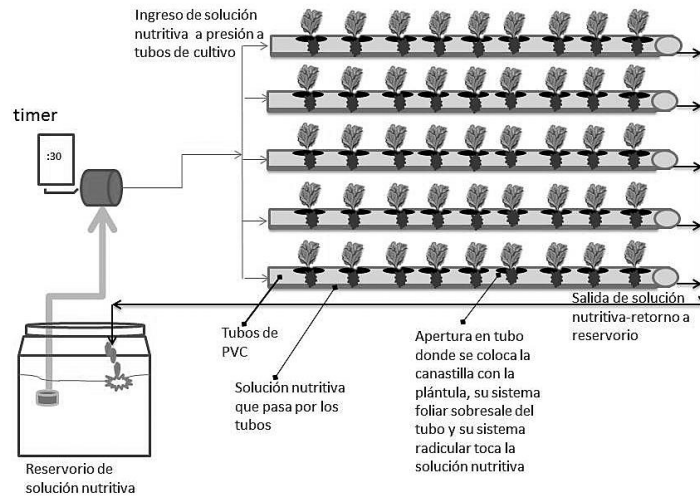 Ingreso de solución
nutritiva a presión a
tubos de cultivo
timer
:30
Salida de solución
nutritiva-retorno a
reservorio
Tubos de
PVC
Apertura en tubo
donde se coloca la
canastilla con la
plántula, su sistema
foliar sobresale del
tubo y su sistema
radicular toca la
solución nutritiva
Solución nutritiva
que pasa por los
tubos
Reservorio de
solución nutritiva